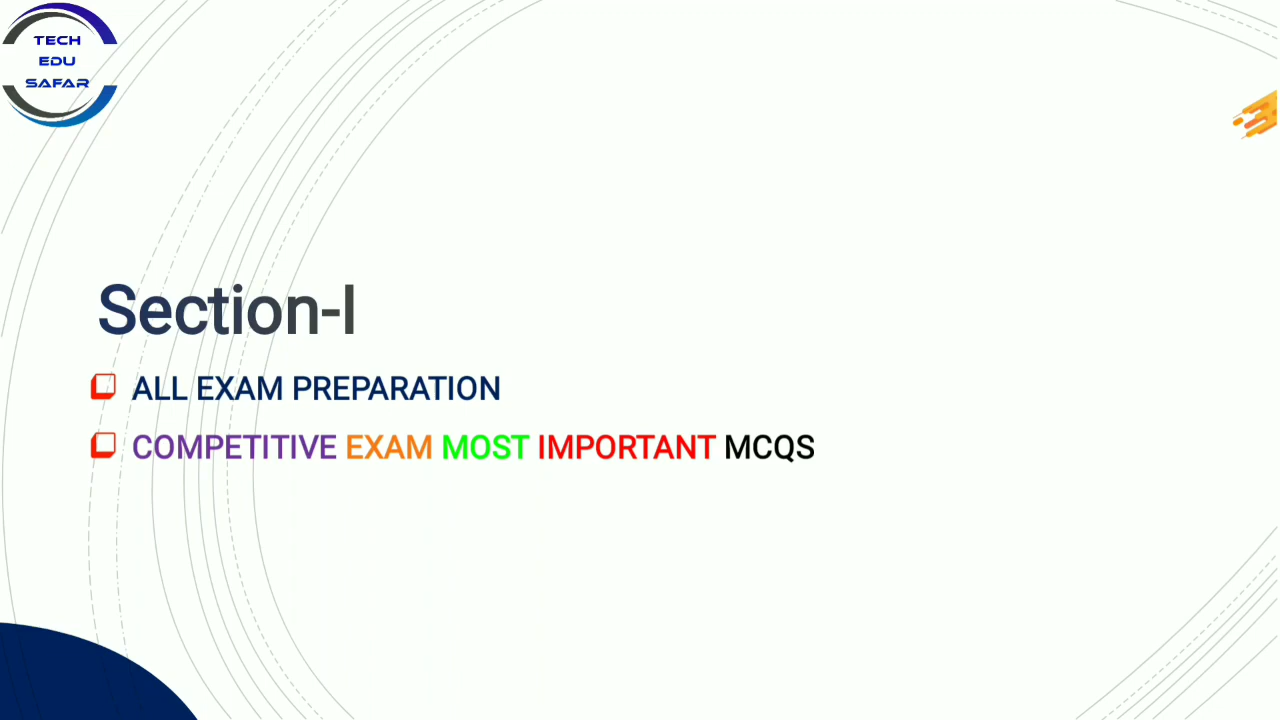 TECH
EDU
SAFAR
Section-I
ALL EXAM PREPARATION
COMPETITIVE EXAM MOST IMPORTANT MCQS